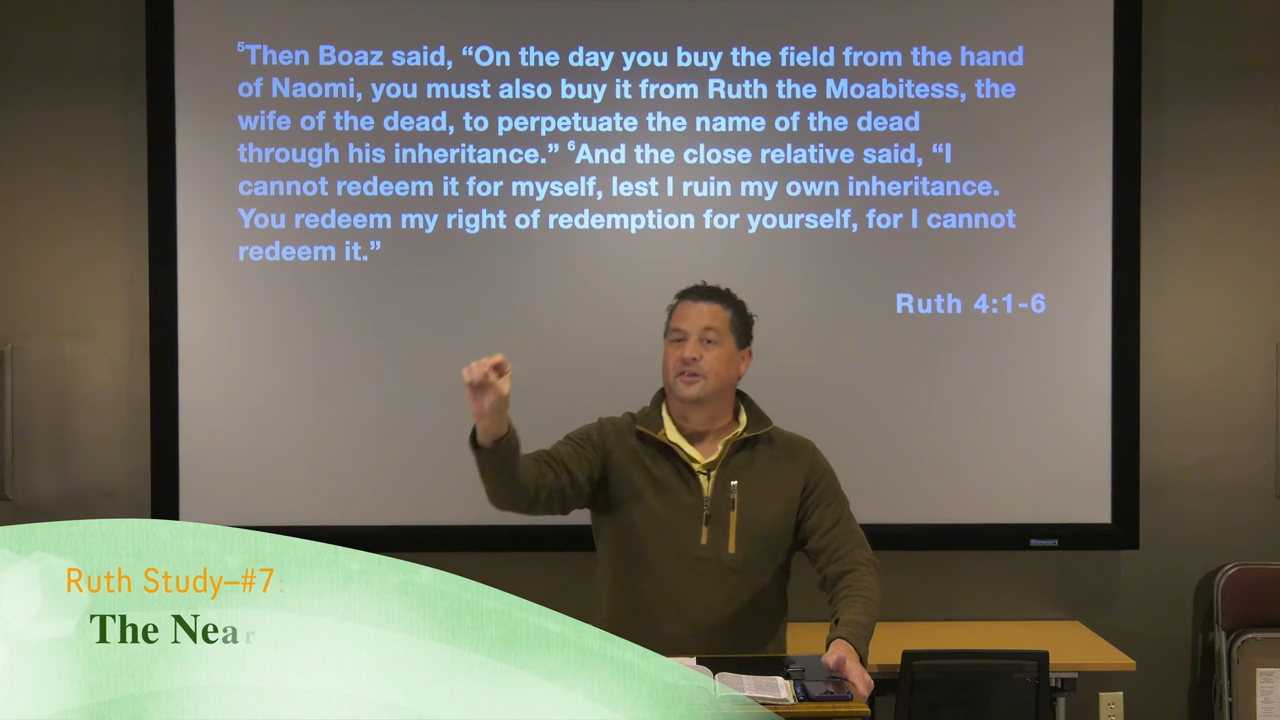 ⁵Then Boaz said, “On the day you buy the field from the hand
of Naomi, you must also buy it from Ruth the Moabitess, the
wife of the dead, to perpetuate the name of the dead
through his inheritance.” ⁶And the close relative said, “I
cannot redeem it for myself, lest I ruin my own inheritance.
You redeem my right of redemption for yourself, for I cannot
redeem it.”
Ruth 4:1-6
Ruth Study–#7:
The Near